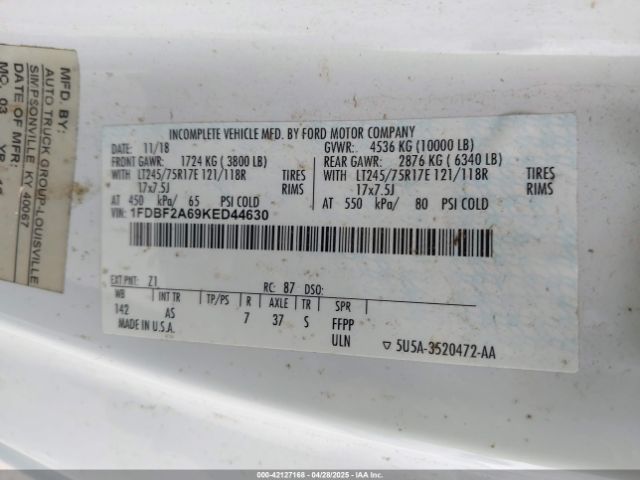 MFD. BY:
AUTO TRUCK GROUP-LOUISVILLE
SIMPSONVILLE, KY 40067
DATE OF MFR:
MO. 03 YR.
INCOMPLETE VEHICLE MFD. BY FORD MOTOR COMPANY
DATE: 11/18 GVWR: 4536 KG (10000 LB)
FRONT GAWR: 1724 KG ( 3800 LB) REAR GAWR: 2876 KG ( 6340 LB)
WITH LT245/75R17E 121/118R TIRES WITH LT245/75R17E 121/118R TIRES
17x7.5J RIMS 17x7.5J RIMS
AT 450 kPa/ 65 PSI COLD AT 550 kPa/ 80 PSI COLD
VIN: 1FDBF2A69KED44630
EXT PNT: Z1 RC: 87 DSO:
WB INT TR TP/PS R AXLE TR SPR
142 AS 7 37 S FFPP
MADE IN U.S.A. ULN
▽ 5U5A-3520472-AA
000-42127168 - 04/28/2025 - IAA Inc.